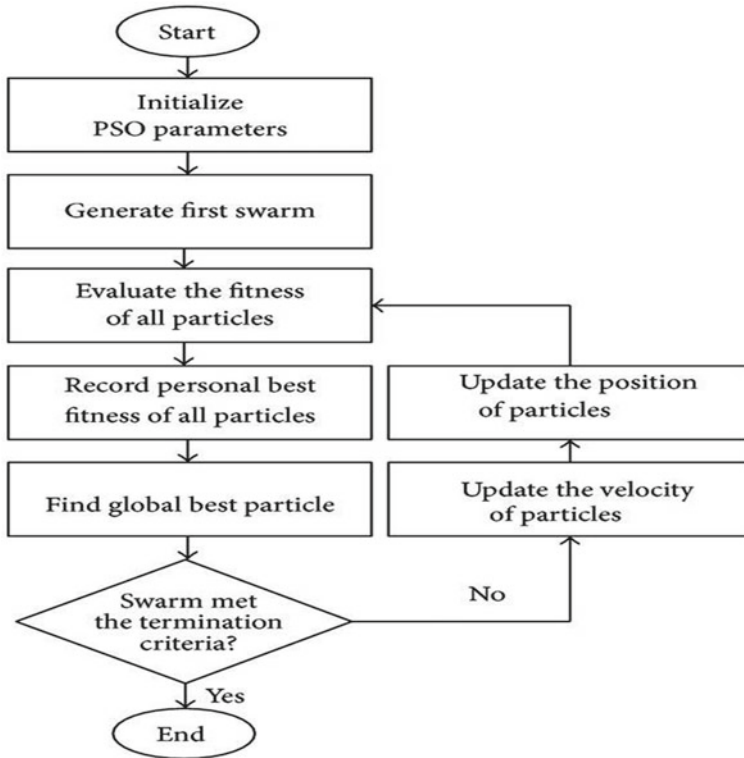 Start
Initialize
PSO parameters
Generate first swarm
Evaluate the fitness
of all particles
Record personal best
fitness of all particles
Find global best particle
Swarm met
the termination
criteria?
Yes
End
No
Update the velocity
of particles
Update the position
of particles